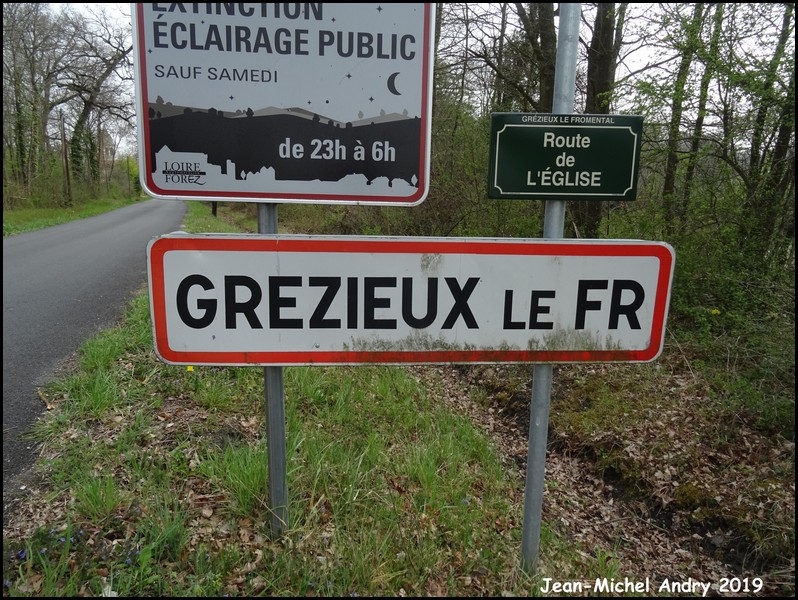 EXTINCTION
ÉCLAIRAGE PUBLIC
SAUF SAMEDI
de 23h à 6h
LOIRE
FOREZ
GRÉZIEUX LE FROMENTAL
Route
de
L'ÉGLISE
GREZIEUX LE FR
Jean-Michel Andry 2019